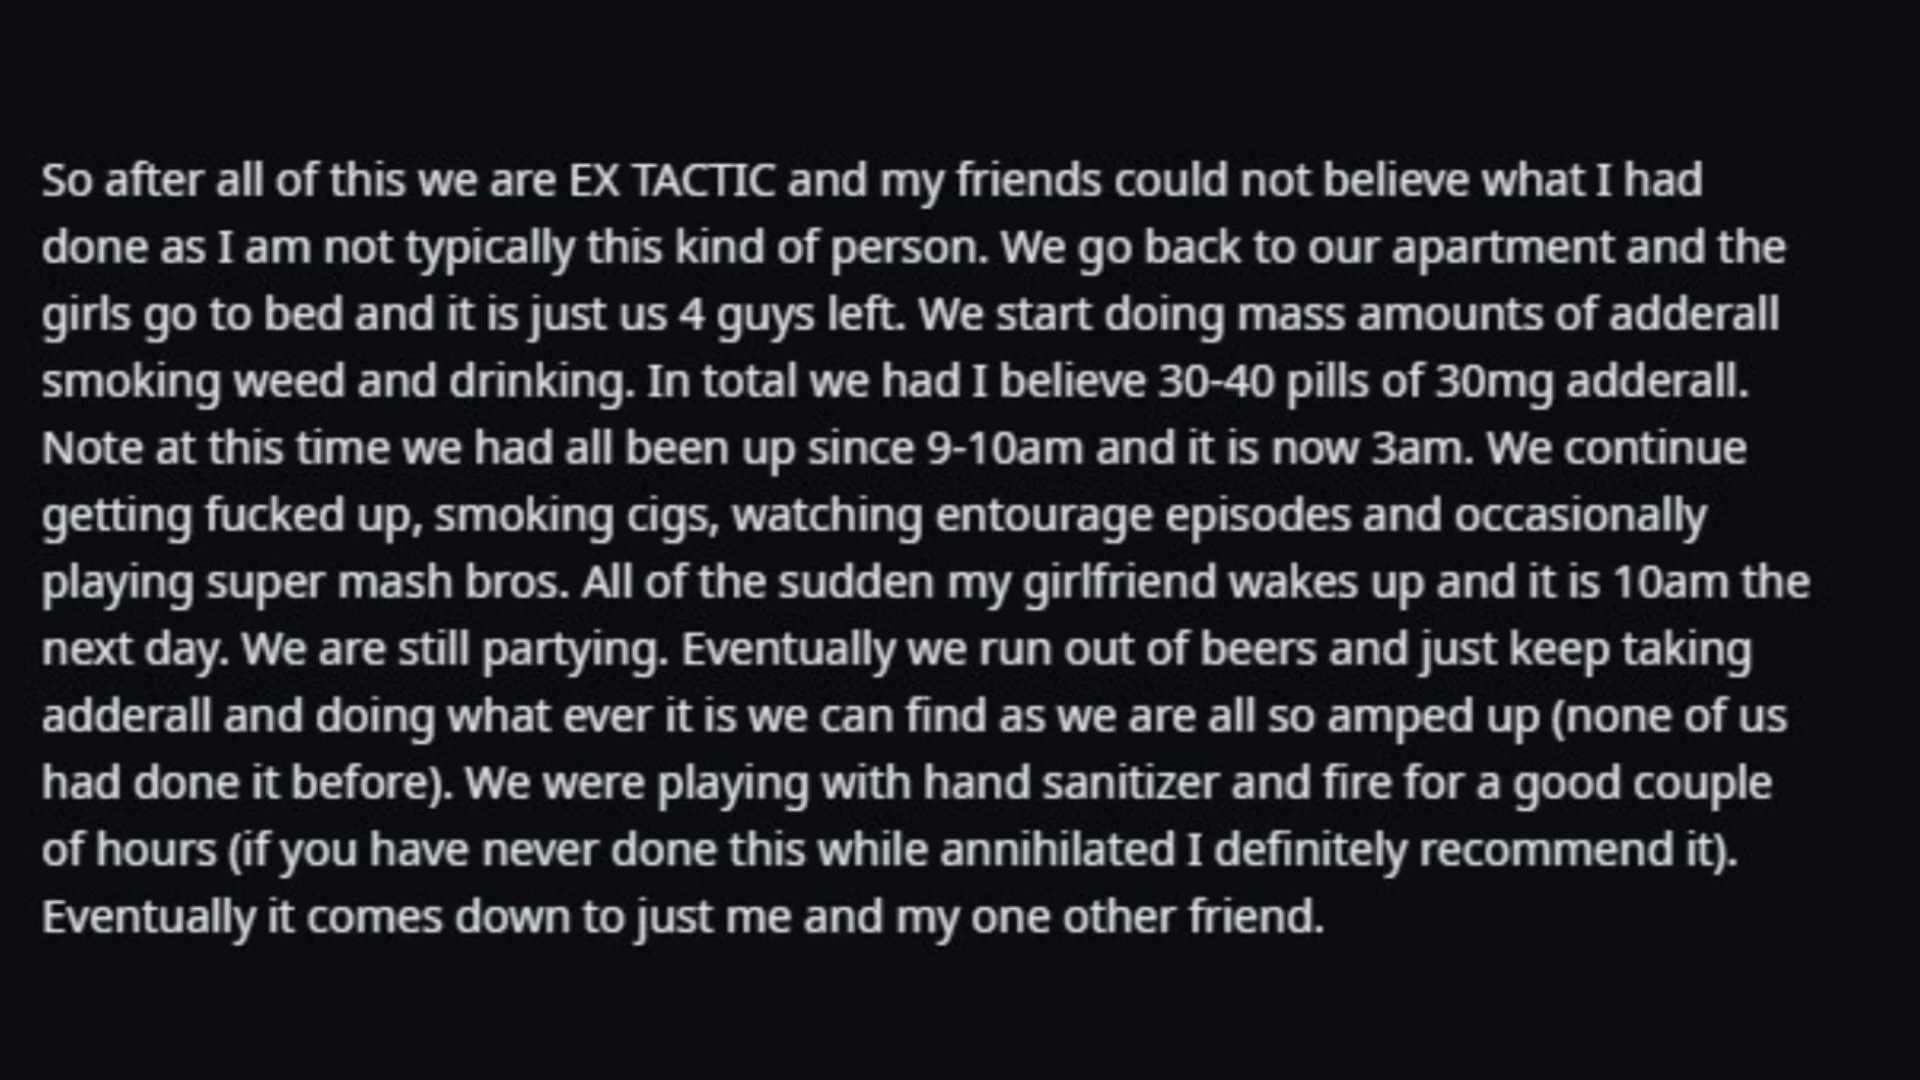 So after all of this we are EX TACTIC and my friends could not believe what I had
done as I am not typically this kind of person. We go back to our apartment and the
girls go to bed and it is just us 4 guys left. We start doing mass amounts of adderall
smoking weed and drinking. In total we had I believe 30-40 pills of 30mg adderall.
Note at this time we had all been up since 9-10am and it is now 3am. We continue
getting fucked up, smoking cigs, watching entourage episodes and occasionally
playing super mash bros. All of the sudden my girlfriend wakes up and it is 10am the
next day. We are still partying. Eventually we run out of beers and just keep taking
adderall and doing what ever it is we can find as we are all so amped up (none of us
had done it before). We were playing with hand sanitizer and fire for a good couple
of hours (if you have never done this while annihilated I definitely recommend it).
Eventually it comes down to just me and my one other friend.